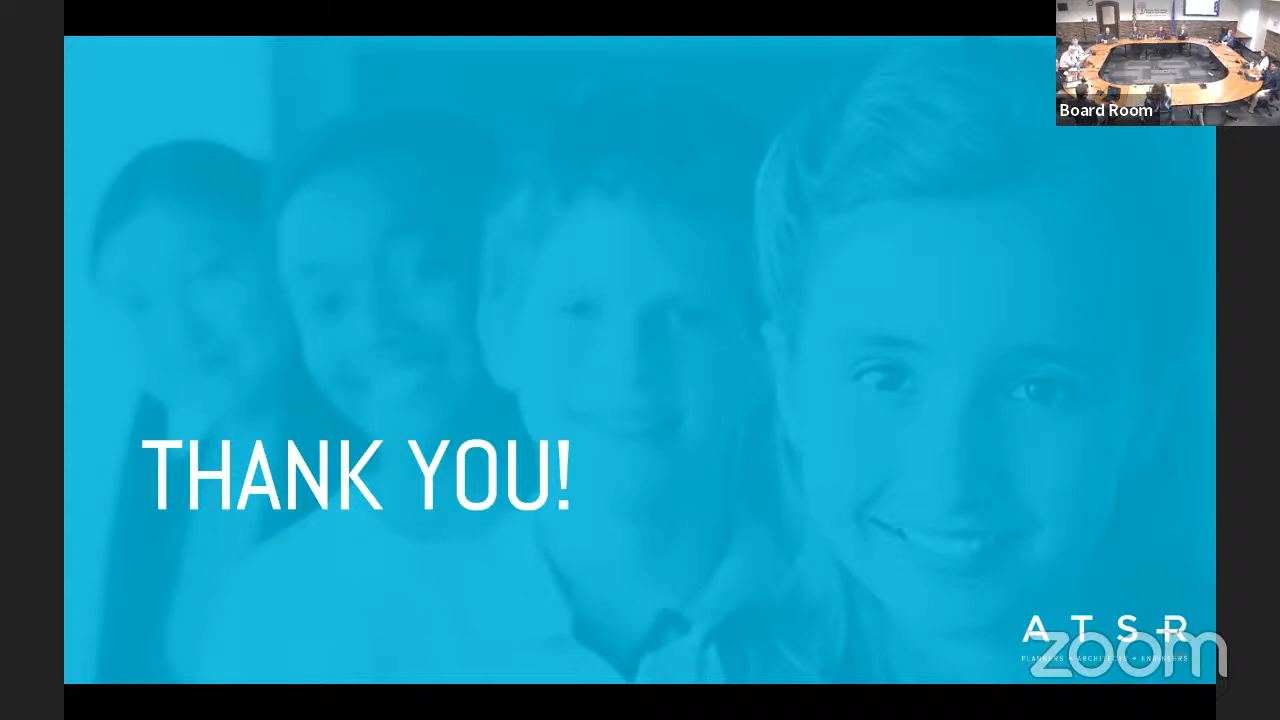 Board Room
THANK YOU!
ATSR
PLANNERS + ARCHITECTS + ENGINEERS
zoom